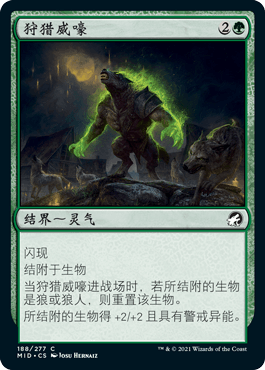 狩猎威嚎 2
结界～灵气
闪现
结附于生物
当狩猎威嚎进战场时，若所结附的生物
是狼或狼人，则重置该生物。
所结附的生物得 +2/+2 且具有警戒异能。
188/277 C
MID • CS JOSU HERNAIZ
™ & © 2021 Wizards of the Coast